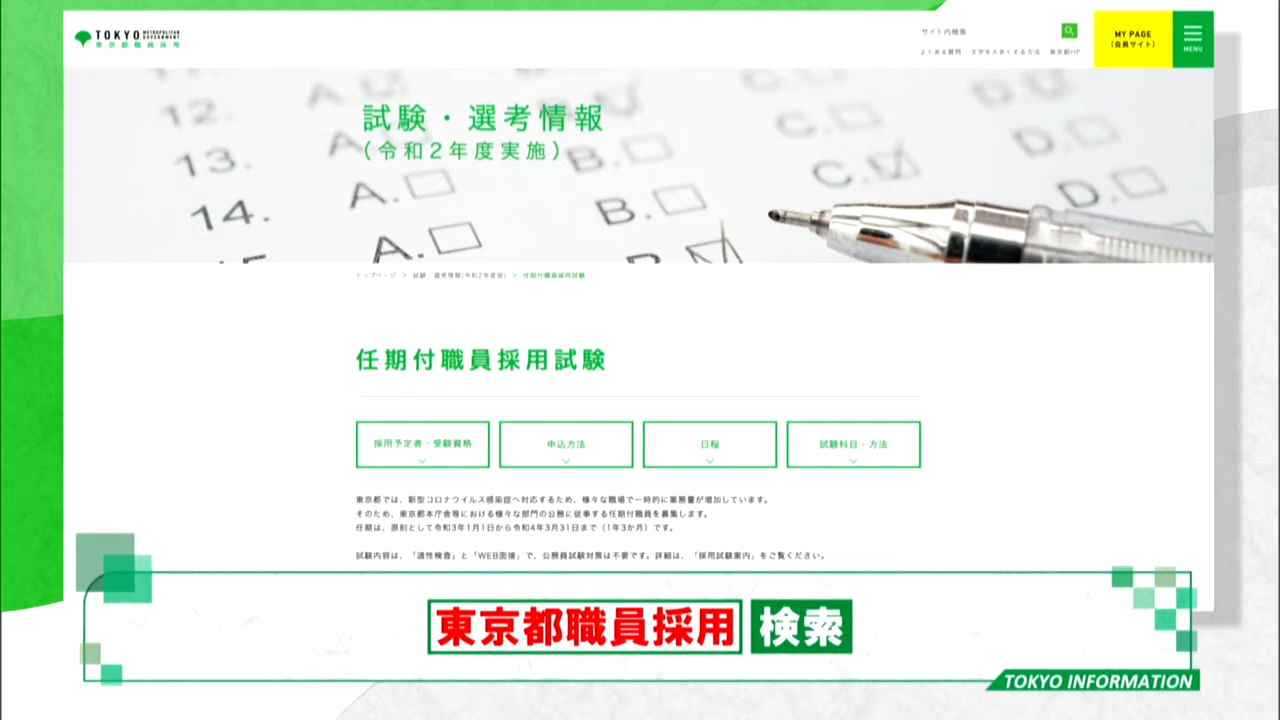 TOKYO METROPOLITAN GOVERNMENT
東京都職員採用
サイト内検索
よくある質問 文字を大きくする方法 東京都HP
MY PAGE
(会員サイト)
MENU
試験・選考情報
(令和2年度実施)
12.
13.
14.
A.
A.
A.
B.
B.
B.
C.
C.
D.
D.
D.
トップページ > 試験・選考情報(令和2年度版) > 任期付職員採用試験
任期付職員採用試験
採用予定者・受験資格
申込方法
日程
試験科目・方法
東京都では、新型コロナウイルス感染症へ対応するため、様々な職場で一時的に業務量が増加しています。
そのため、東京都本庁舎等における様々な部門の公務に従事する任期付職員を募集します。
任期は、原則として令和3年1月1日から令和4年3月31日まで(1年3か月)です。
試験内容は、「適性検査」と「WEB面接」で、公務員試験対策は不要です。詳細は、「採用試験案内」をご覧ください。
東京都職員採用 検索
TOKYO INFORMATION